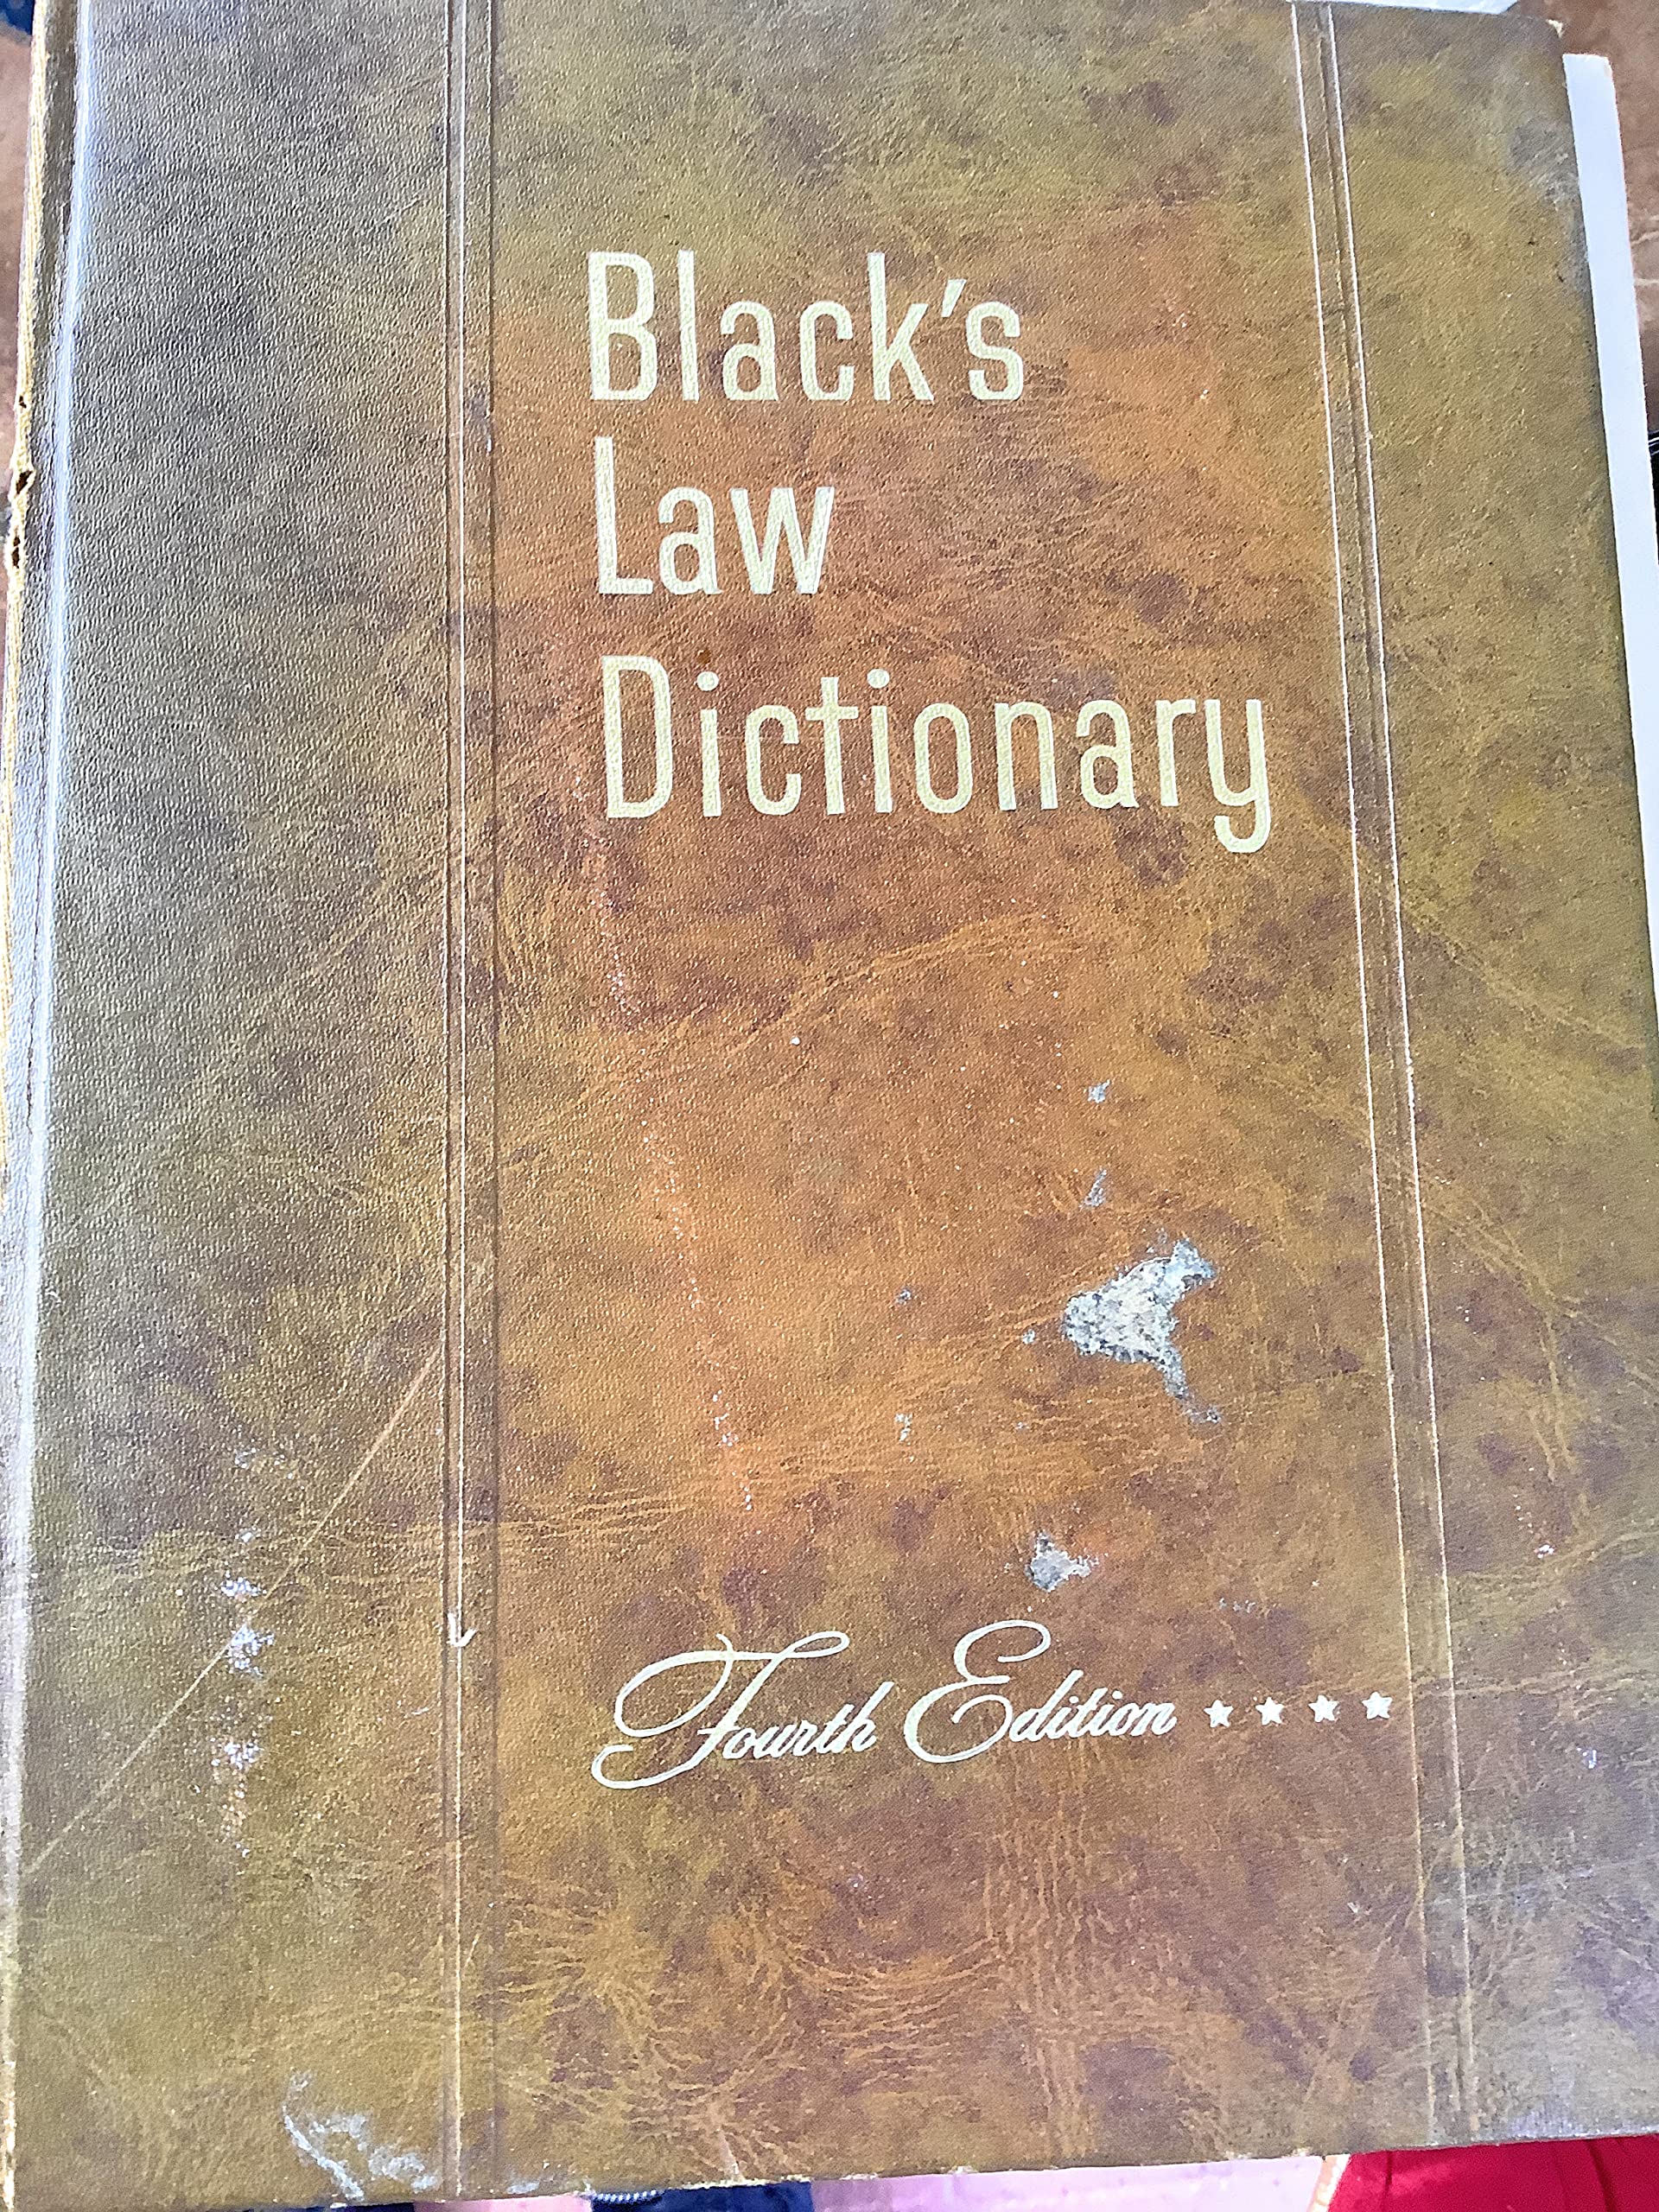 Black's
Law
Dictionary
Fourth Edition ★★★★